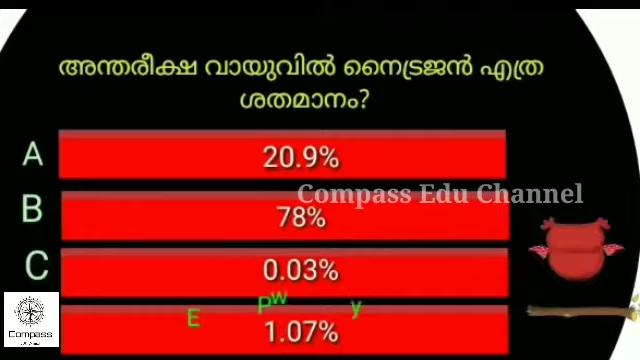 അന്തരീക്ഷ വായുവിൽ നൈട്രജൻ എത്ര
ശതമാനം?
A
20.9%
Compass Edu Channel
B
78%
C
0.03%
E
P
w
y
1.07%
Compass